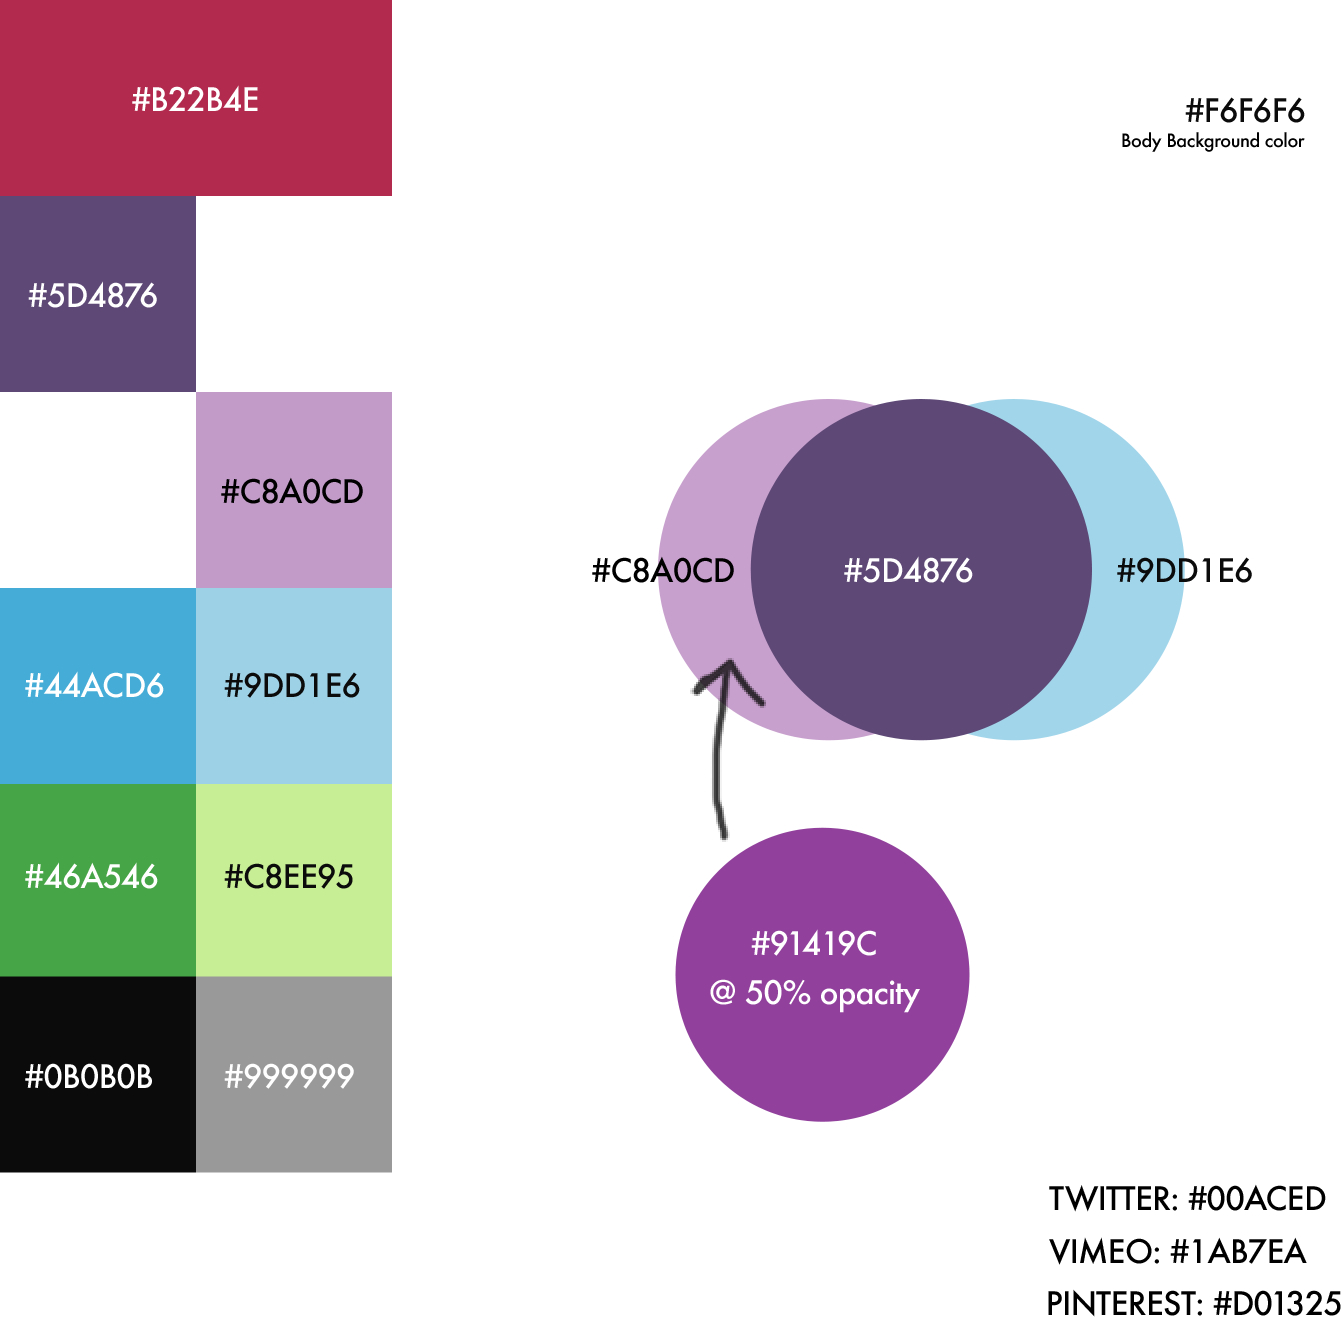 #B22B4E
#F6F6F6
Body Background color
#5D4876
#C8A0CD
#C8A0CD
#5D4876
#9DD1E6
#44ACD6
#9DD1E6
#46A546
#C8EE95
#91419C
@ 50% opacity
#0B0B0B
#999999
TWITTER: #00ACED
VIMEO: #1AB7EA
PINTEREST: #D01325